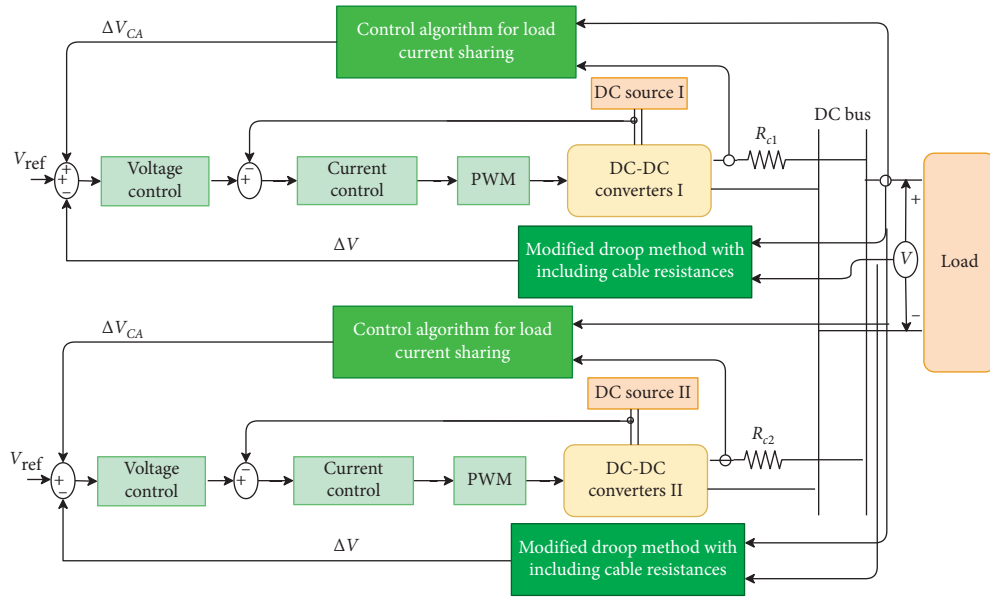 ΔV_CA
Control algorithm for load
current sharing
DC source I
DC bus
R_c1
V_ref
+
+
−
Voltage
control
−
+
Current
control
PWM
DC-DC
converters I
+
V
−
Load
ΔV
Modified droop method with
including cable resistances
ΔV_CA
Control algorithm for load
current sharing
DC source II
R_c2
V_ref
+
−
Voltage
control
−
+
Current
control
PWM
DC-DC
converters II
ΔV
Modified droop method with
including cable resistances